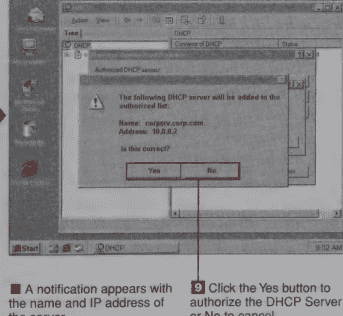 Action View
DHCP
Tree
Contents of DHCP Status
DHCP
Authorized DHCP servers:
The following DHCP server will be added to the
authorized list:
Name: corpsrv.corp.com
Address: 10.0.0.2
Is this correct?
Yes No
Start DHCP 9:02 AM
■ A notification appears with
the name and IP address of
the server.
9 Click the Yes button to
authorize the DHCP Server
or No to cancel.